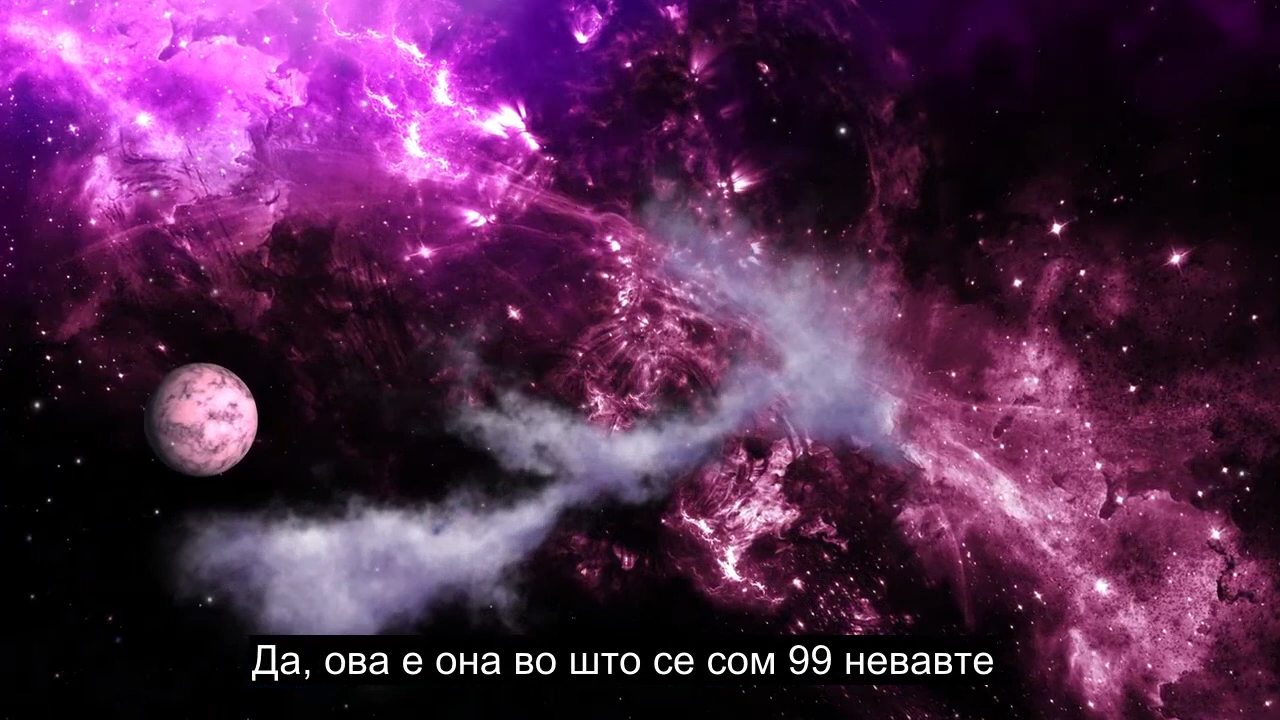 Да, ова е она во што се сом 99 невавте